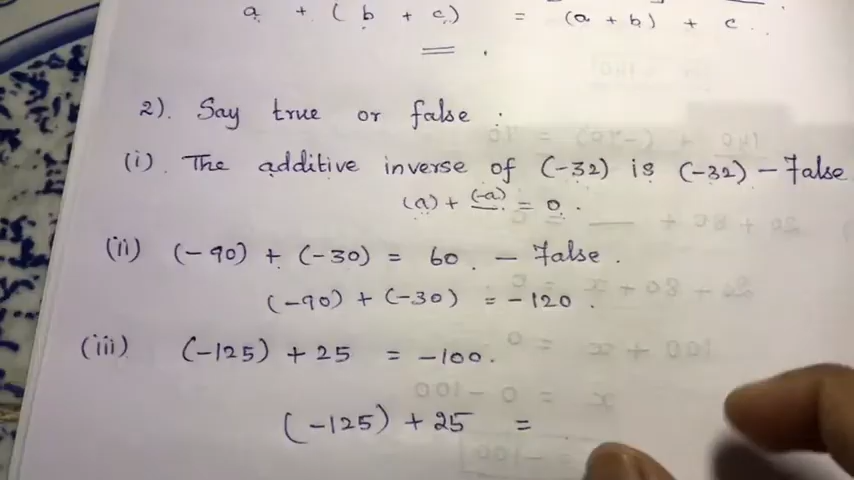 a + ( b + c ) = (a + b) + c
2). Say true or false :
(i) The additive inverse of (-32) is (-32) - False
(a) + (-a) = 0.
(ii) (-90) + (-30) = 60. - False.
(-90) + (-30) = -120.
(iii) (-125) + 25 = -100.
(-125) + 25 =